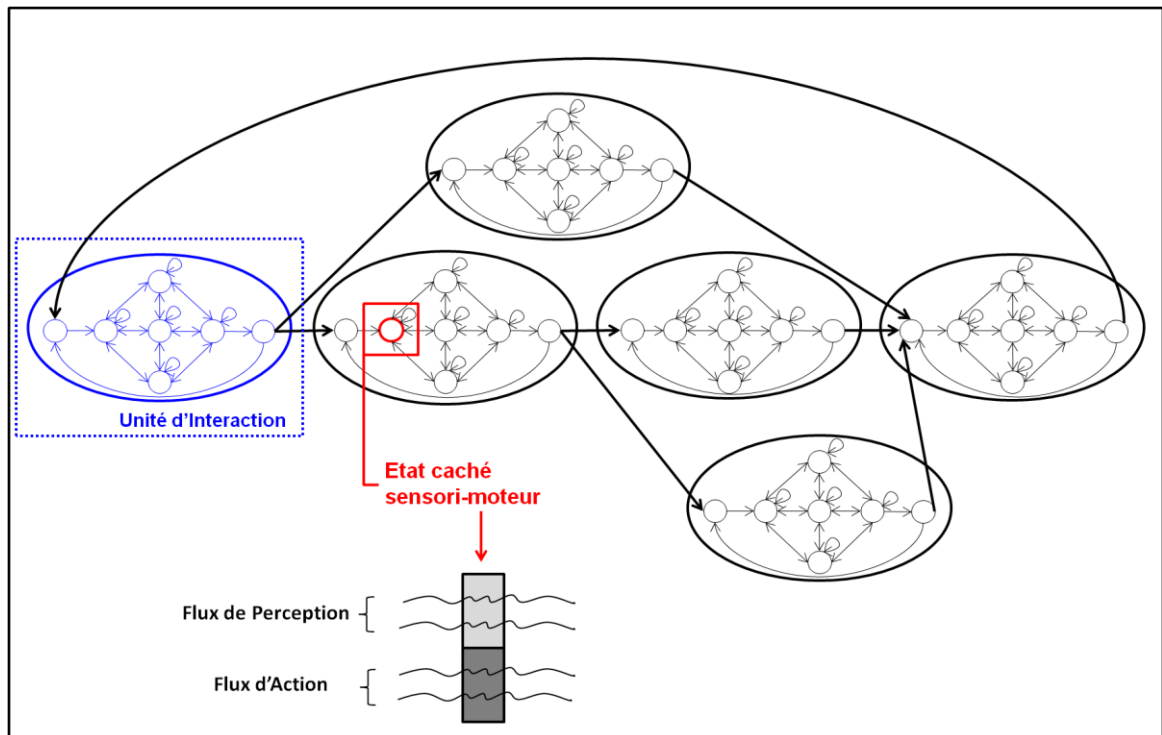 Unité d'Interaction
Etat caché
sensori-moteur
Flux de Perception
Flux d'Action